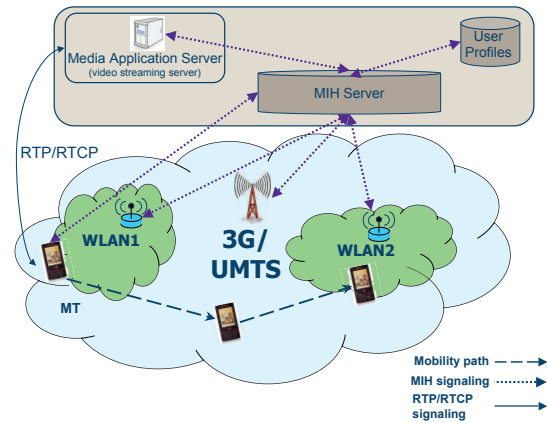 Media Application Server
(video streaming server)
User
Profiles
MIH Server
RTP/RTCP
WLAN1
3G/
UMTS
WLAN2
MT
Mobility path
MIH signaling
RTP/RTCP
signaling